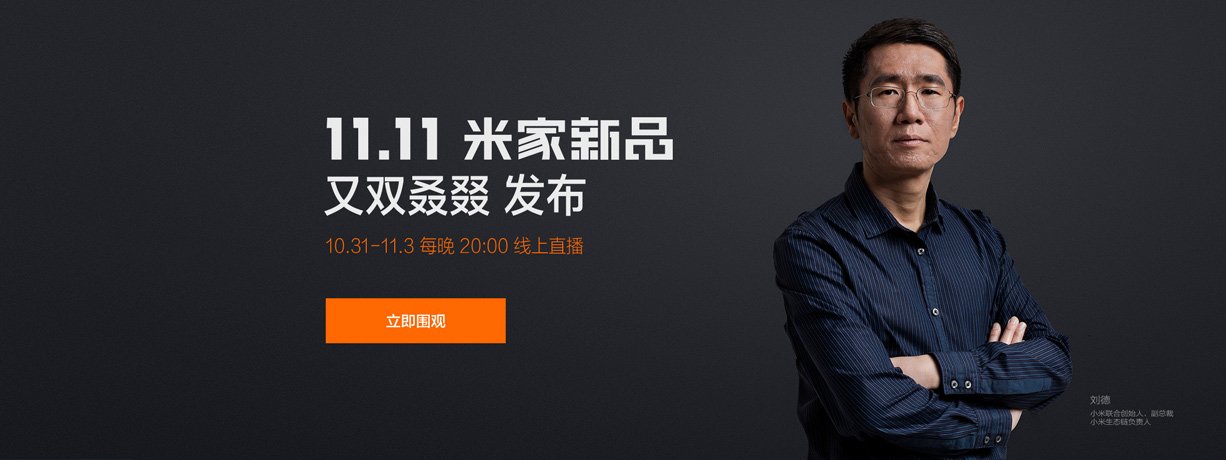 11.11 米家新品
又双叒叕 发布
10.31-11.3 每晚 20:00 线上直播
立即围观
刘德
小米联合创始人、副总裁
小米生态链负责人